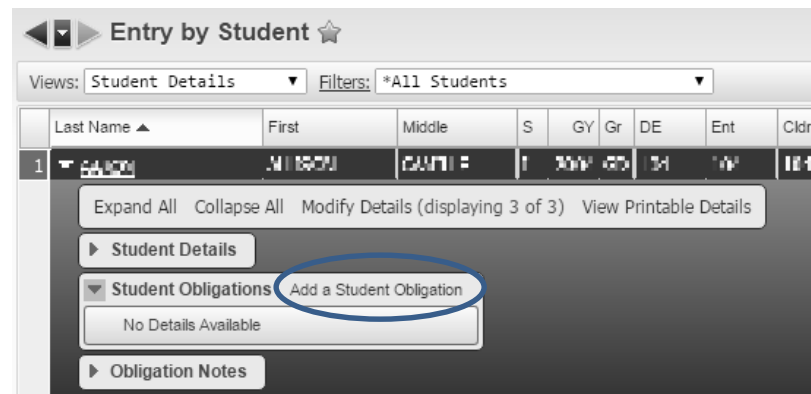 Entry by Student
Views: Student Details Filters: *All Students
Last Name First Middle S GY Gr DE Ent Cldr
1
Expand All Collapse All Modify Details (displaying 3 of 3) View Printable Details
Student Details
Student Obligations Add a Student Obligation
No Details Available
Obligation Notes